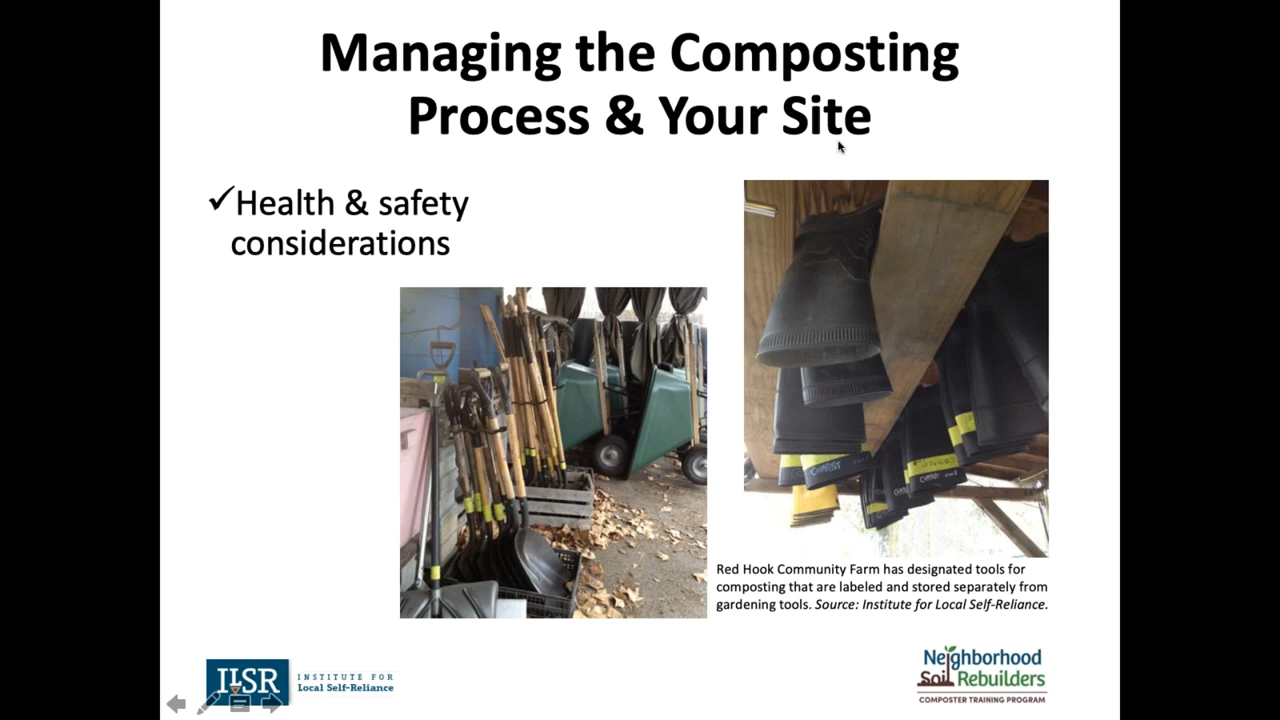 Managing the Composting
Process & Your Site
✓Health & safety
considerations
COMPOST
Red Hook Community Farm has designated tools for
composting that are labeled and stored separately from
gardening tools. Source: Institute for Local Self-Reliance.
ILSR
INSTITUTE FOR
Local Self-Reliance
Neighborhood
Soil Rebuilders
COMPOSTER TRAINING PROGRAM